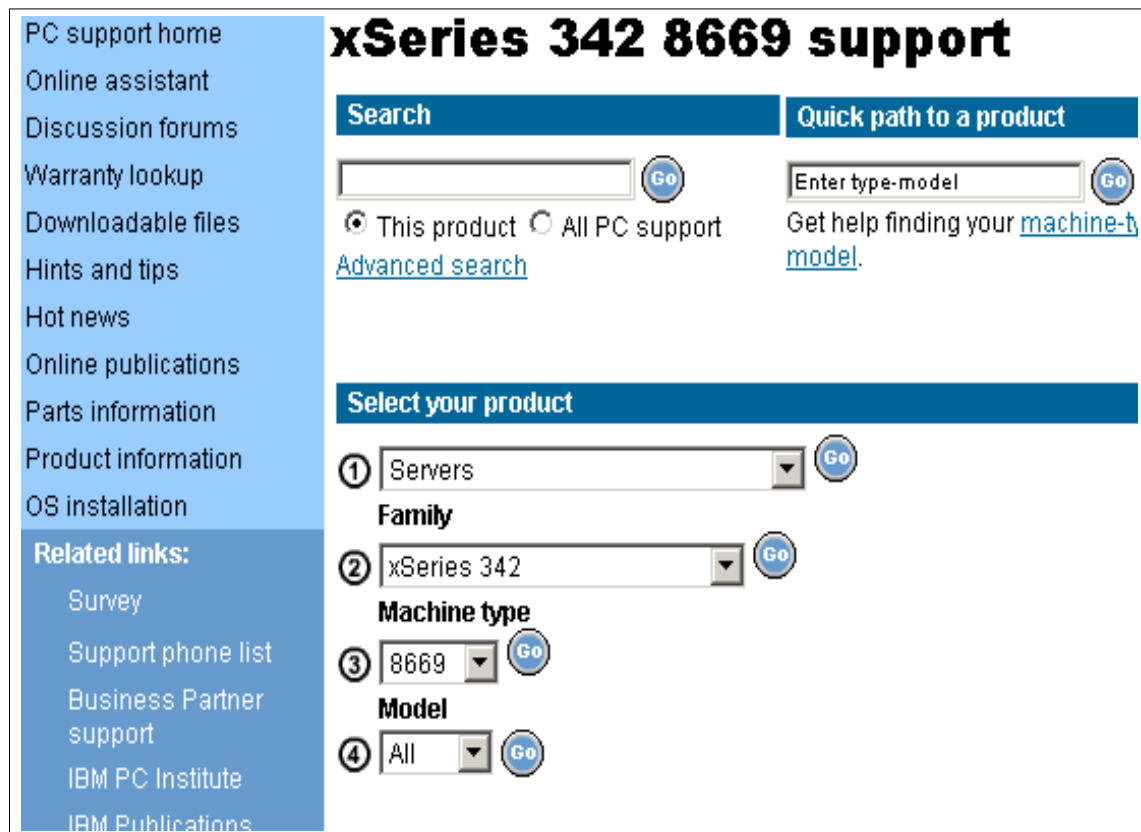 PC support home
Online assistant
Discussion forums
Warranty lookup
Downloadable files
Hints and tips
Hot news
Online publications
Parts information
Product information
OS installation
Related links:
Survey
Support phone list
Business Partner
support
IBM PC Institute
IBM Publications
xSeries 342 8669 support
Search
Go
This product All PC support
Advanced search
Quick path to a product
Enter type-model Go
Get help finding your machine-ty
model.
Select your product
1 Servers Go
Family
2 xSeries 342 Go
Machine type
3 8669 Go
Model
4 All Go